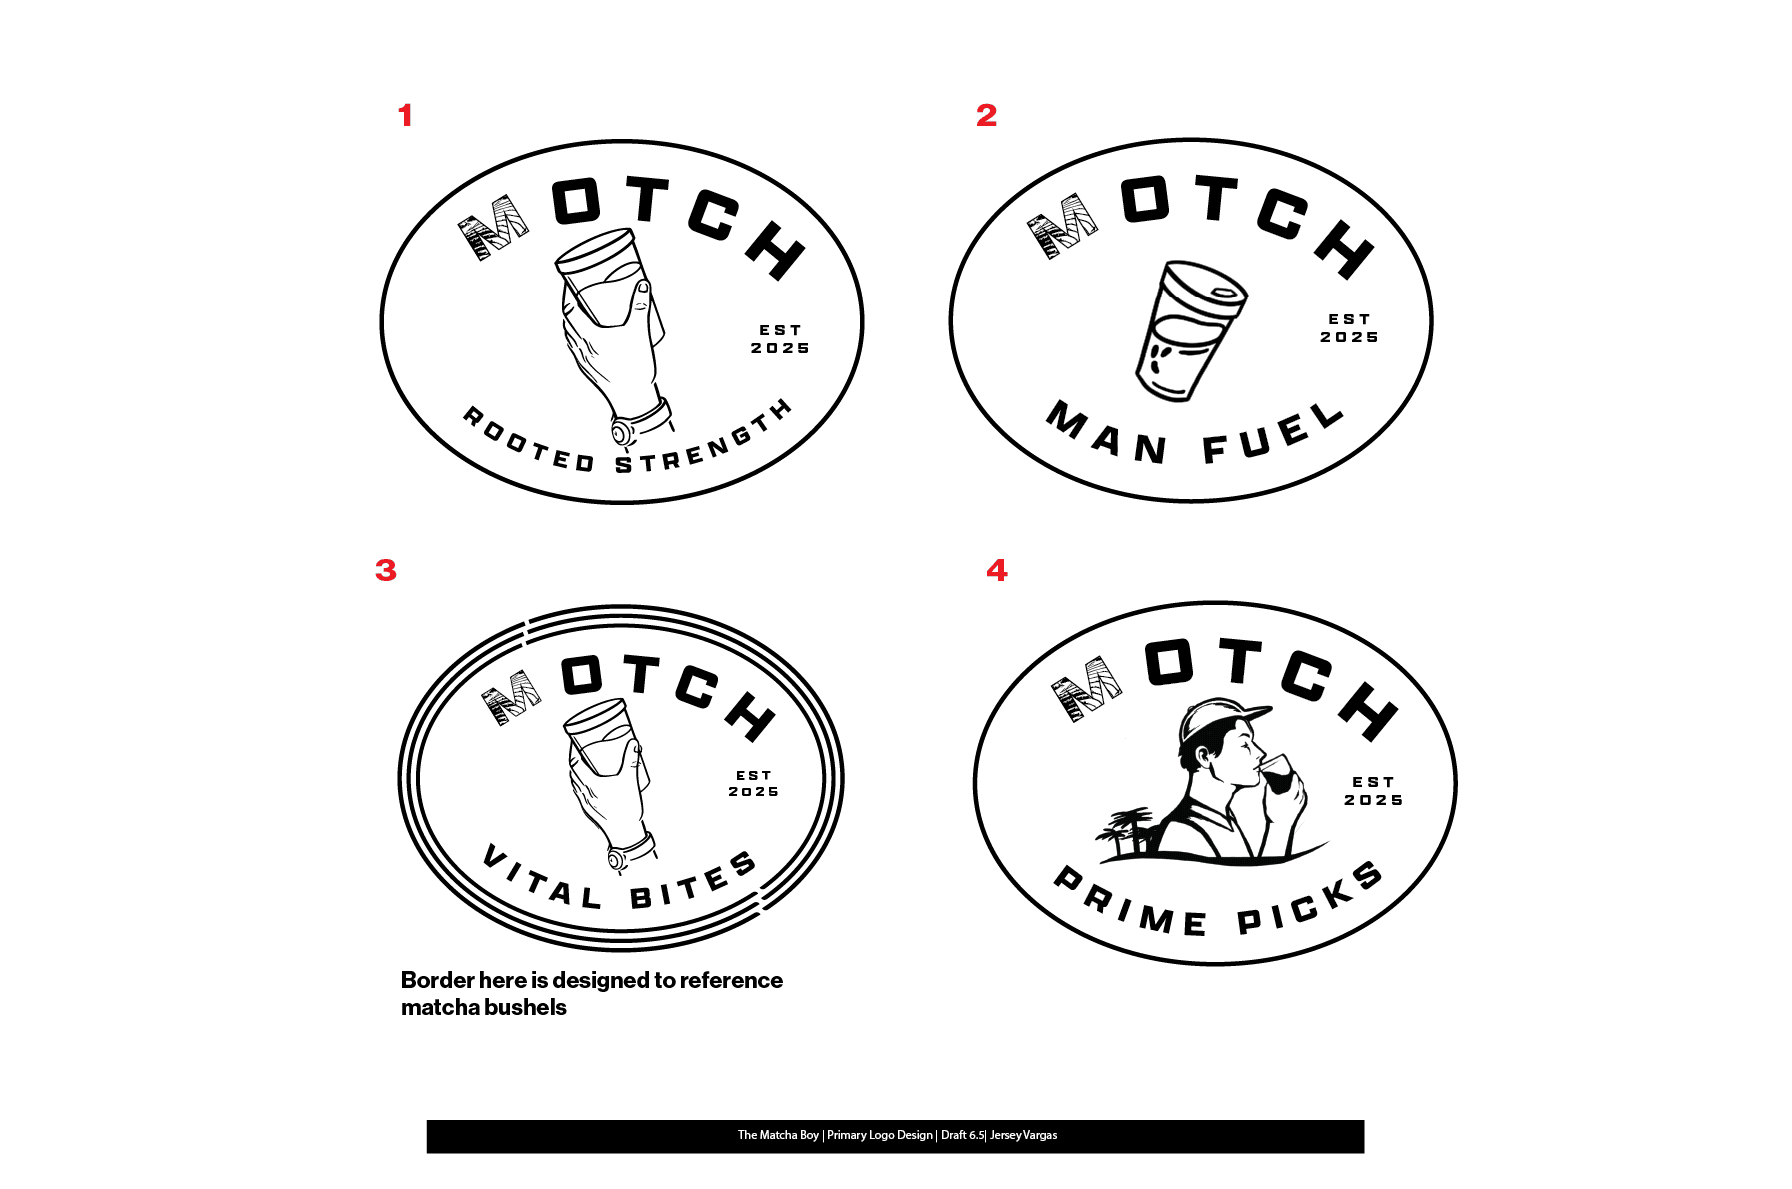 1
MOTCH
EST
2025
ROOTED STRENGTH
2
MOTCH
EST
2025
MAN FUEL
3
MOTCH
EST
2025
VITAL BITES
Border here is designed to reference
matcha bushels
4
MOTCH
EST
2025
PRIME PICKS
The Matcha Boy | Primary Logo Design | Draft 6.5| Jersey Vargas